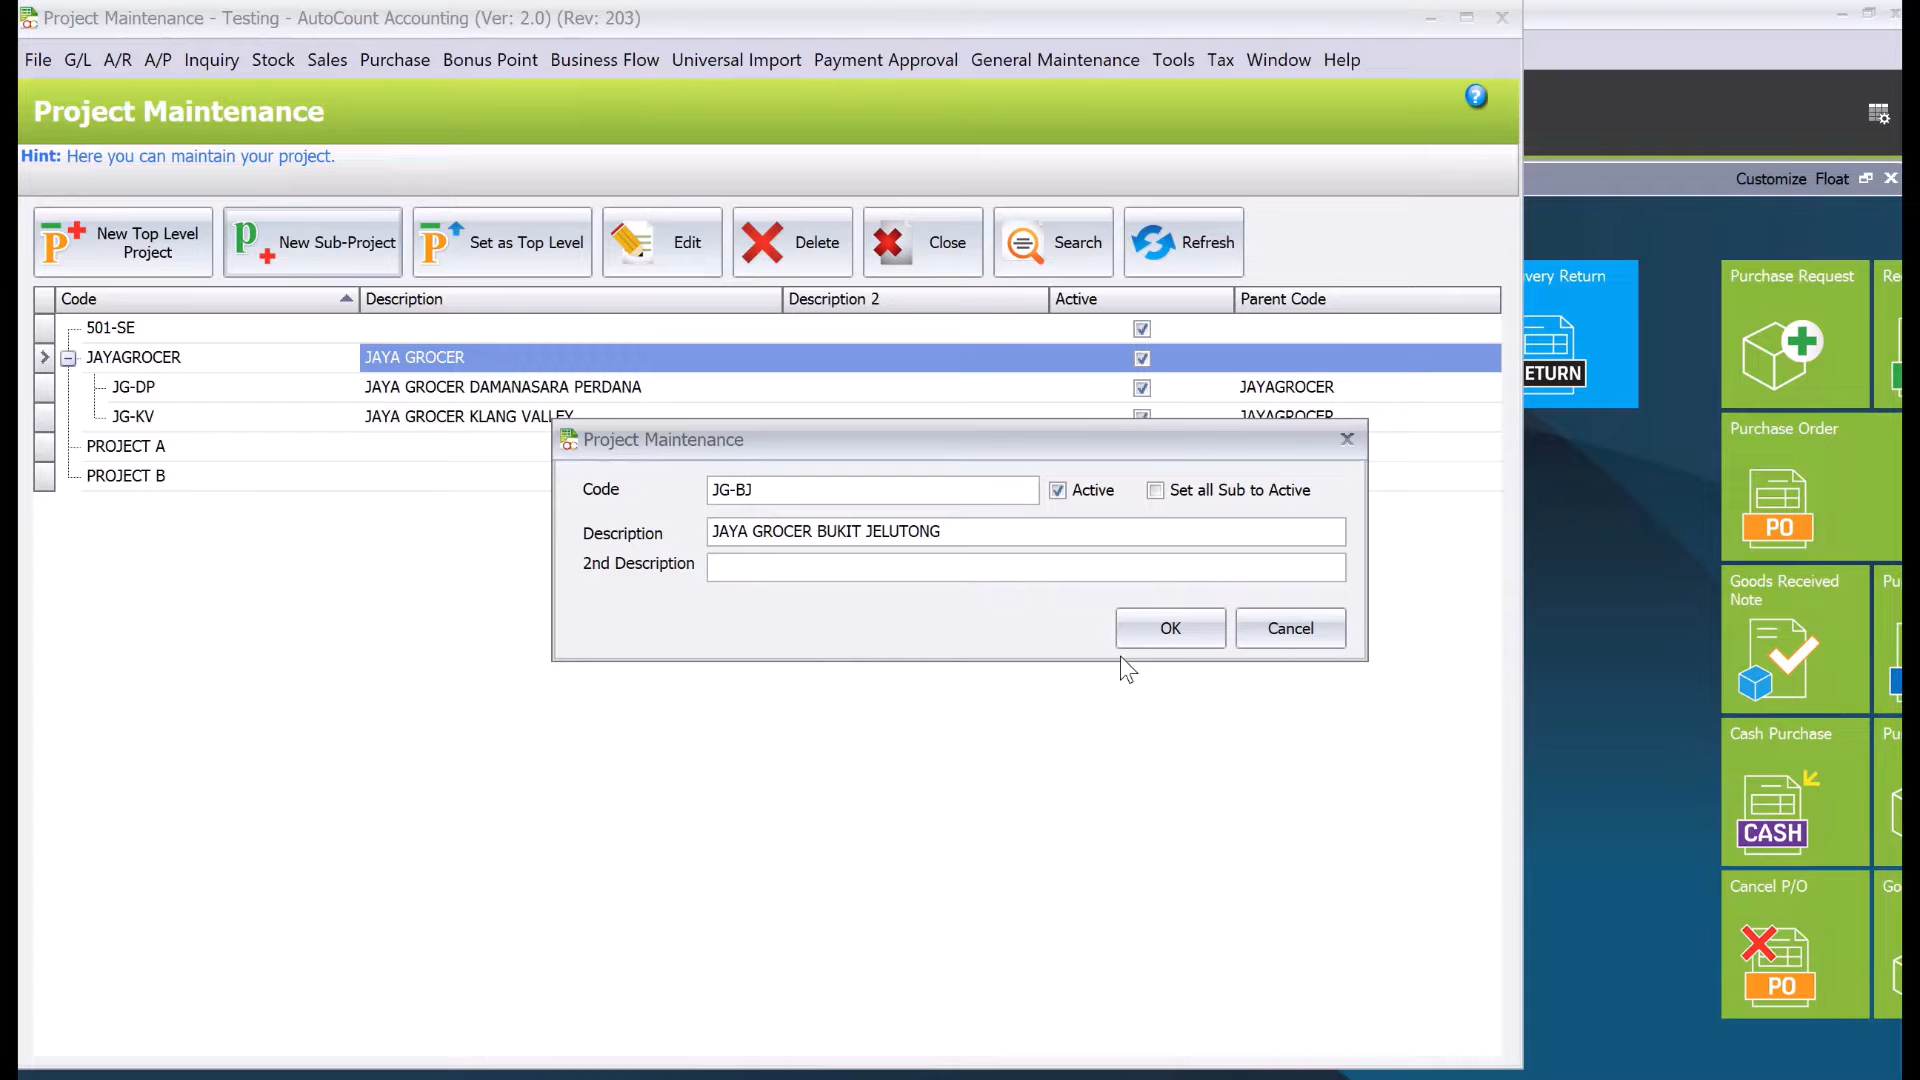 Project Maintenance - Testing - AutoCount Accounting (Ver: 2.0) (Rev: 203)
File G/L A/R A/P Inquiry Stock Sales Purchase Bonus Point Business Flow Universal Import Payment Approval General Maintenance Tools Tax Window Help
Project Maintenance
Hint: Here you can maintain your project.
Customize Float
New Top Level Project
New Sub-Project
Set as Top Level
Edit
Delete
Close
Search
Refresh
Code Description Description 2 Active Parent Code
501-SE
JAYAGROCER JAYA GROCER
JG-DP JAYA GROCER DAMANASARA PERDANA JAYAGROCER
JG-KV JAYA GROCER KLANG VALLEY JAYAGROCER
PROJECT A
PROJECT B
Project Maintenance
Code JG-BJ Active Set all Sub to Active
Description JAYA GROCER BUKIT JELUTONG
2nd Description
OK Cancel
very Return
ETURN
Purchase Request
Re
Purchase Order
PO
Goods Received
Note
Pu
Cash Purchase
Pu
CASH
Cancel P/O
Go
PO